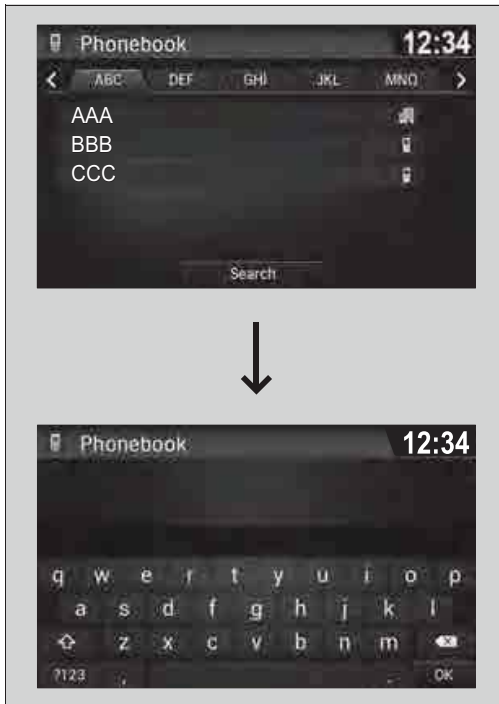 Phonebook 12:34
ABC DEF GHI JKL MNO
AAA
BBB
CCC
Search
Phonebook 12:34
q w e r t y u i o p
a s d f g h j k l
z x c v b n m
?123 , . OK